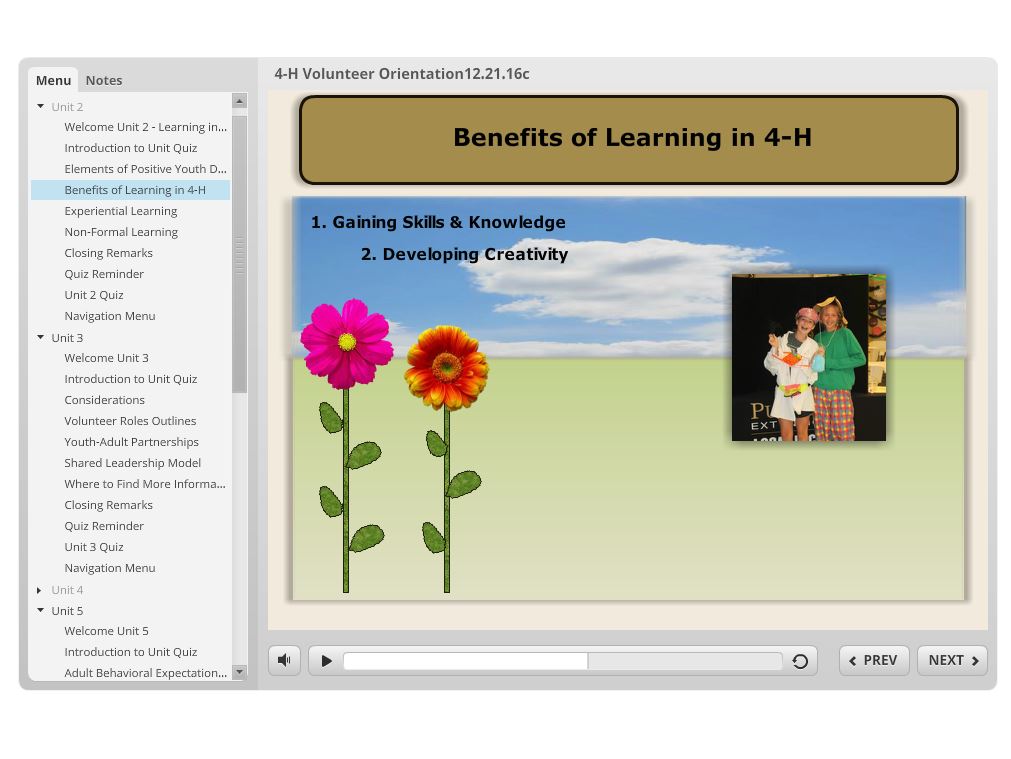 4-H Volunteer Orientation12.21.16c
Menu
Notes
Unit 2
Welcome Unit 2 - Learning in...
Introduction to Unit Quiz
Elements of Positive Youth D...
Benefits of Learning in 4-H
Experiential Learning
Non-Formal Learning
Closing Remarks
Quiz Reminder
Unit 2 Quiz
Navigation Menu
Unit 3
Welcome Unit 3
Introduction to Unit Quiz
Considerations
Volunteer Roles Outlines
Youth-Adult Partnerships
Shared Leadership Model
Where to Find More Informa...
Closing Remarks
Quiz Reminder
Unit 3 Quiz
Navigation Menu
Unit 4
Unit 5
Welcome Unit 5
Introduction to Unit Quiz
Adult Behavioral Expectation...
Benefits of Learning in 4-H
1. Gaining Skills & Knowledge
2. Developing Creativity
PREV
NEXT